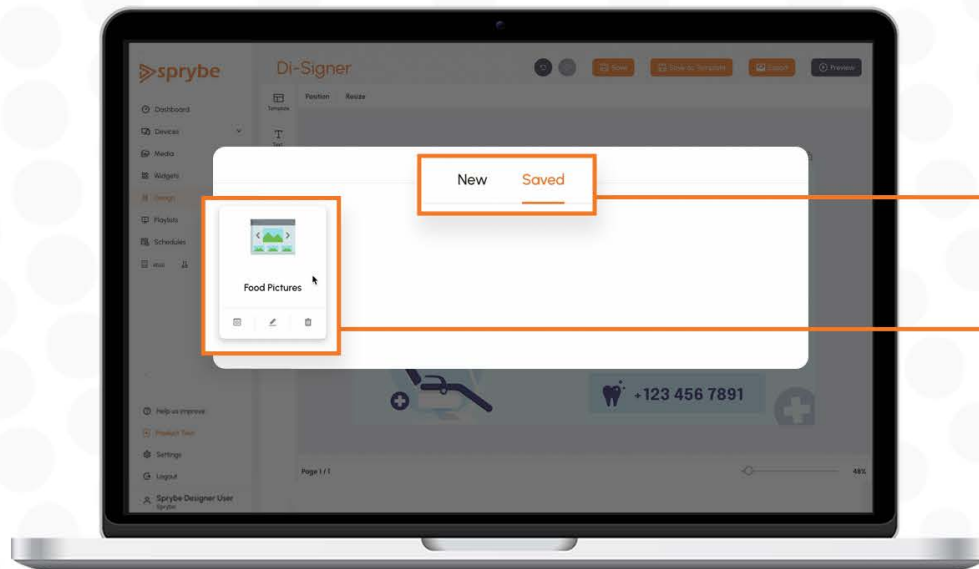 sprybe
Di-Signer
Save
Save as Template
Export
Preview
Template
Position
Resize
Dashboard
Devices
Text
Media
Widgets
New
Saved
Design
Playlists
Schedules
Food Pictures
+123 456 7891
Help us improve
Product Tour
Settings
Logout
Page 1 / 1
48%
Sprybe Designer User
Sprybe